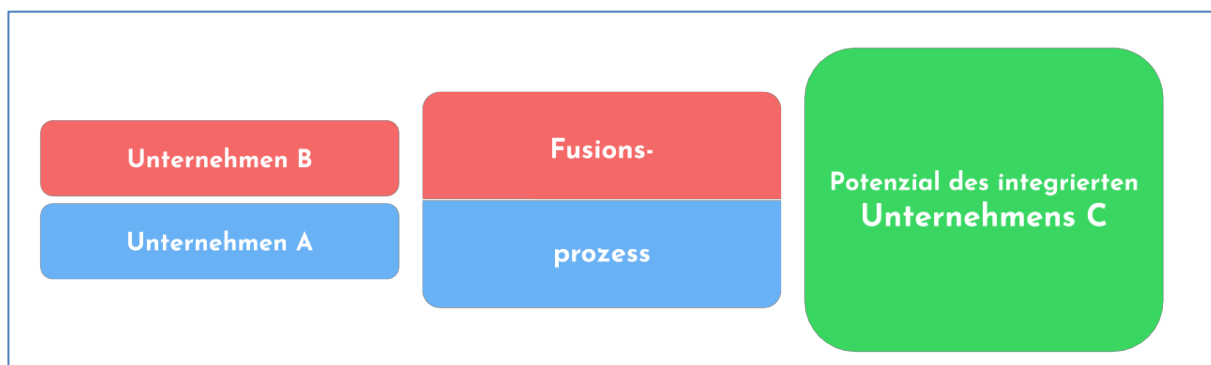 Unternehmen B
Unternehmen A
Fusions-
prozess
Potenzial des integrierten
Unternehmens C